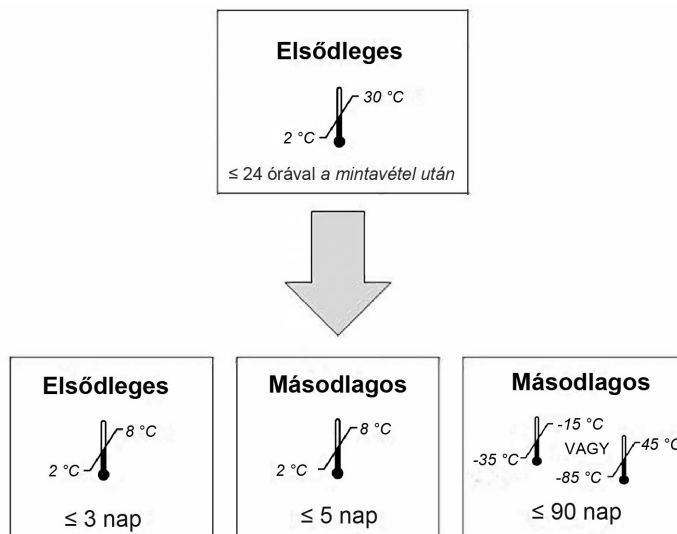 Elsődleges
30 °C
2 °C
≤ 24 órával a mintavétel után
Elsődleges
8 °C
2 °C
≤ 3 nap
Másodlagos
8 °C
2 °C
≤ 5 nap
Másodlagos
-15 °C
-35 °C
VAGY
45 °C
-85 °C
≤ 90 nap